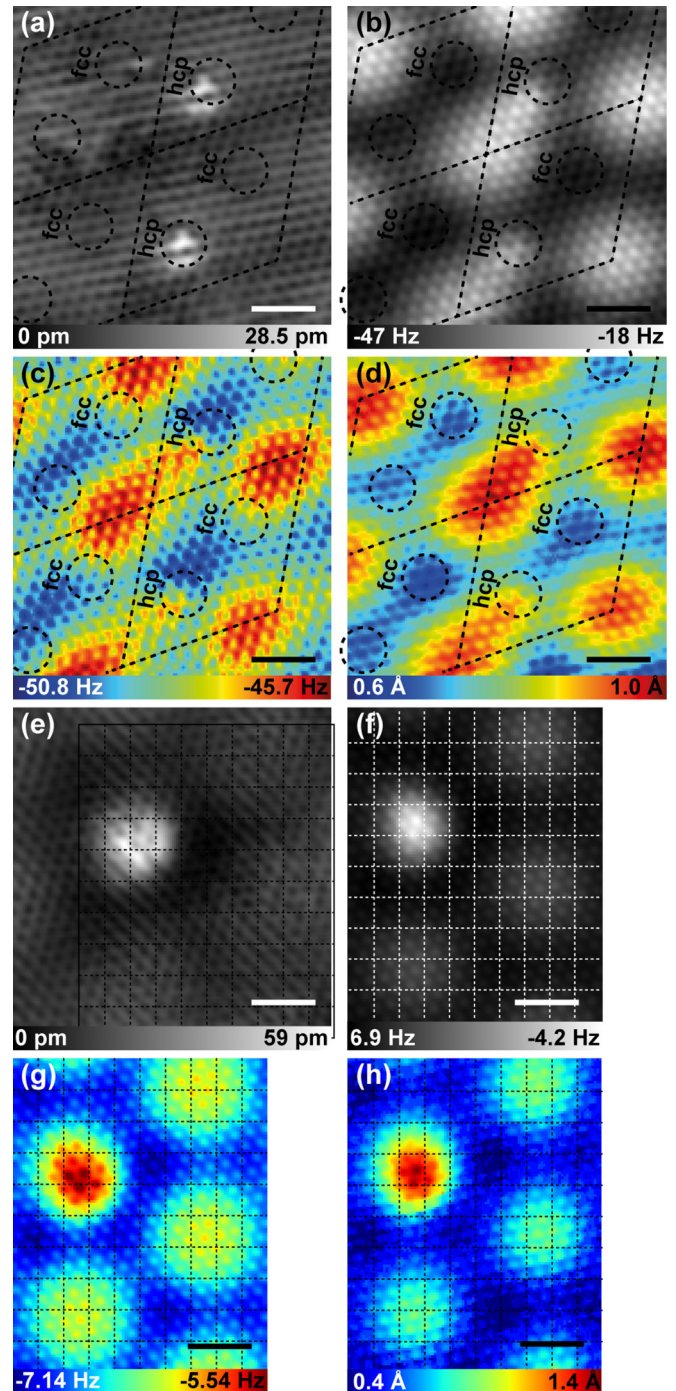 (a)
fcc
hcp
fcc
fcc
hcp
0 pm 28.5 pm
(b)
fcc
hcp
fcc
fcc
hcp
-47 Hz -18 Hz
(c)
fcc
hcp
fcc
fcc
hcp
-50.8 Hz -45.7 Hz
(d)
fcc
hcp
fcc
fcc
hcp
0.6 Å 1.0 Å
(e)
0 pm 59 pm
(f)
6.9 Hz -4.2 Hz
(g)
-7.14 Hz -5.54 Hz
(h)
0.4 Å 1.4 Å